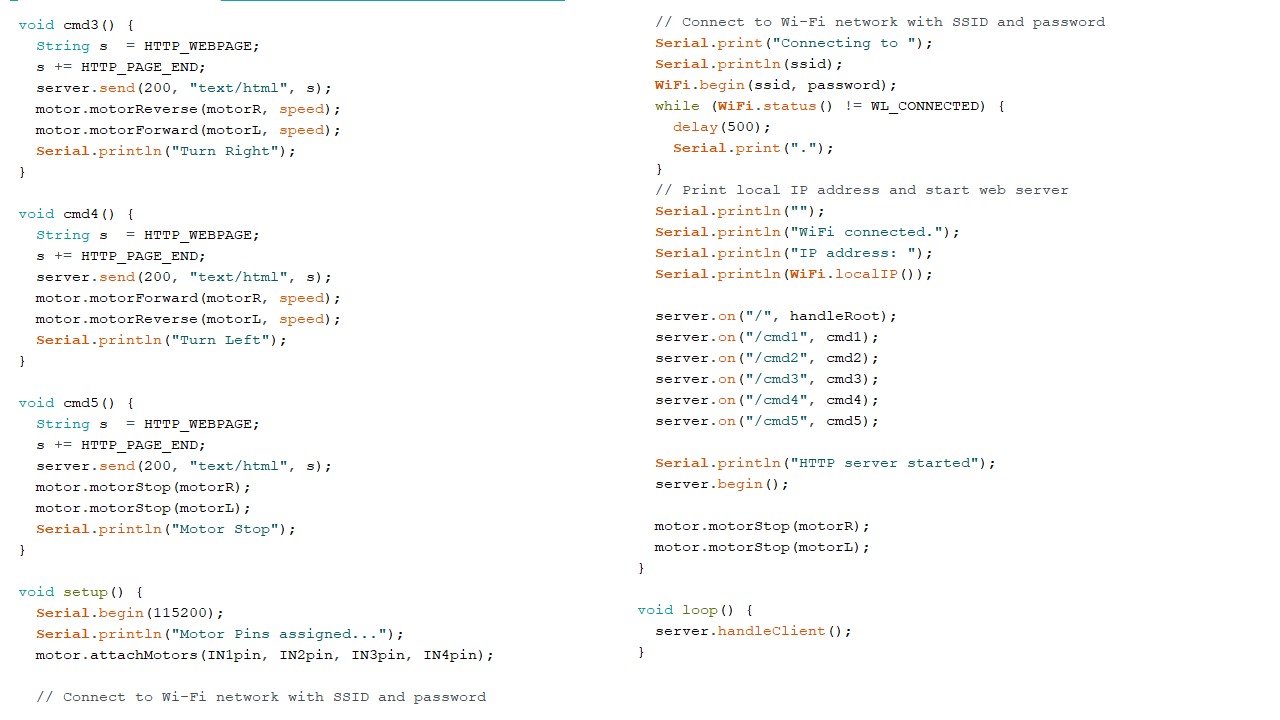 void cmd3() {
  String s  = HTTP_WEBPAGE;
  s += HTTP_PAGE_END;
  server.send(200, "text/html", s);
  motor.motorReverse(motorR, speed);
  motor.motorForward(motorL, speed);
  Serial.println("Turn Right");
}

void cmd4() {
  String s  = HTTP_WEBPAGE;
  s += HTTP_PAGE_END;
  server.send(200, "text/html", s);
  motor.motorForward(motorR, speed);
  motor.motorReverse(motorL, speed);
  Serial.println("Turn Left");
}

void cmd5() {
  String s  = HTTP_WEBPAGE;
  s += HTTP_PAGE_END;
  server.send(200, "text/html", s);
  motor.motorStop(motorR);
  motor.motorStop(motorL);
  Serial.println("Motor Stop");
}

void setup() {
  Serial.begin(115200);
  Serial.println("Motor Pins assigned...");
  motor.attachMotors(IN1pin, IN2pin, IN3pin, IN4pin);

  // Connect to Wi-Fi network with SSID and password
  // Connect to Wi-Fi network with SSID and password
  Serial.print("Connecting to ");
  Serial.println(ssid);
  WiFi.begin(ssid, password);
  while (WiFi.status() != WL_CONNECTED) {
    delay(500);
    Serial.print(".");
  }
  // Print local IP address and start web server
  Serial.println("");
  Serial.println("WiFi connected.");
  Serial.println("IP address: ");
  Serial.println(WiFi.localIP());

  server.on("/", handleRoot);
  server.on("/cmd1", cmd1);
  server.on("/cmd2", cmd2);
  server.on("/cmd3", cmd3);
  server.on("/cmd4", cmd4);
  server.on("/cmd5", cmd5);

  Serial.println("HTTP server started");
  server.begin();

  motor.motorStop(motorR);
  motor.motorStop(motorL);
}

void loop() {
  server.handleClient();
}